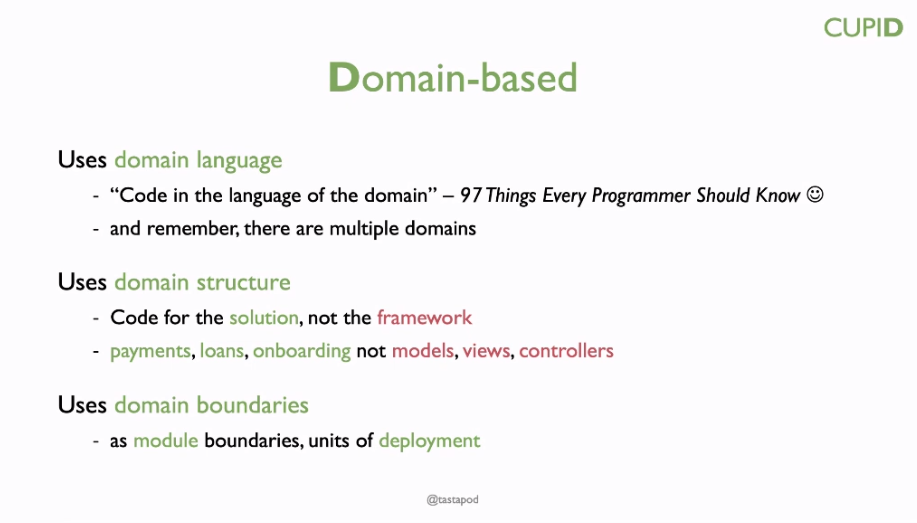 CUPID
Domain-based
Uses domain language
- “Code in the language of the domain” – 97 Things Every Programmer Should Know ☺
- and remember, there are multiple domains
Uses domain structure
- Code for the solution, not the framework
- payments, loans, onboarding not models, views, controllers
Uses domain boundaries
- as module boundaries, units of deployment
@tastapod